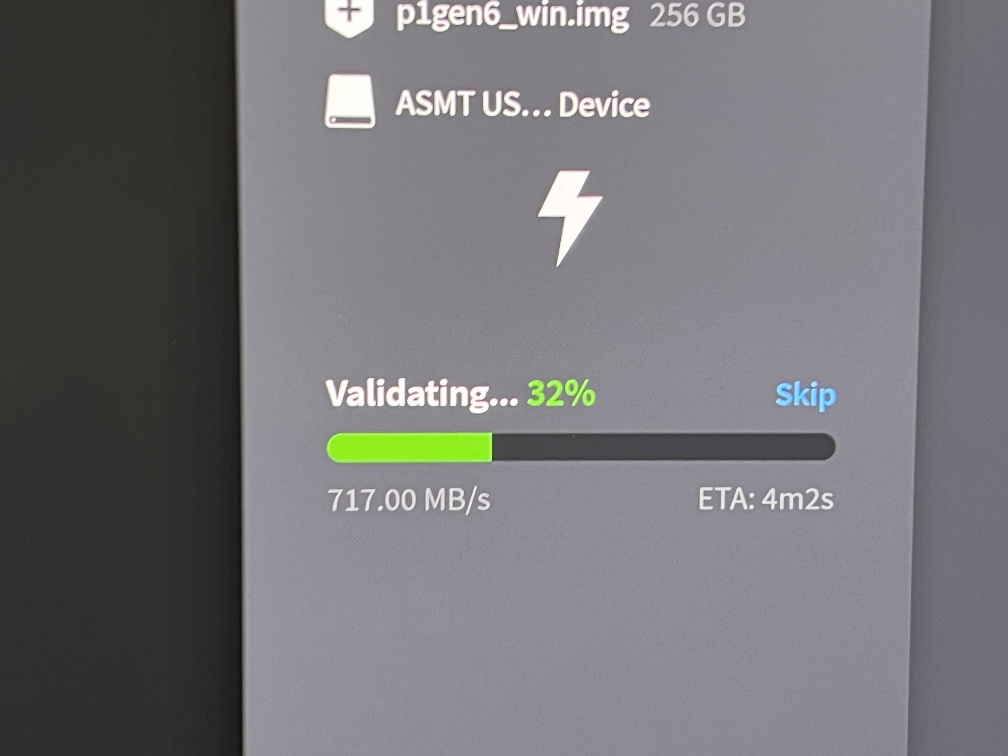 p1gen6_win.img 256 GB
ASMT US... Device
Validating... 32% Skip
717.00 MB/s ETA: 4m2s